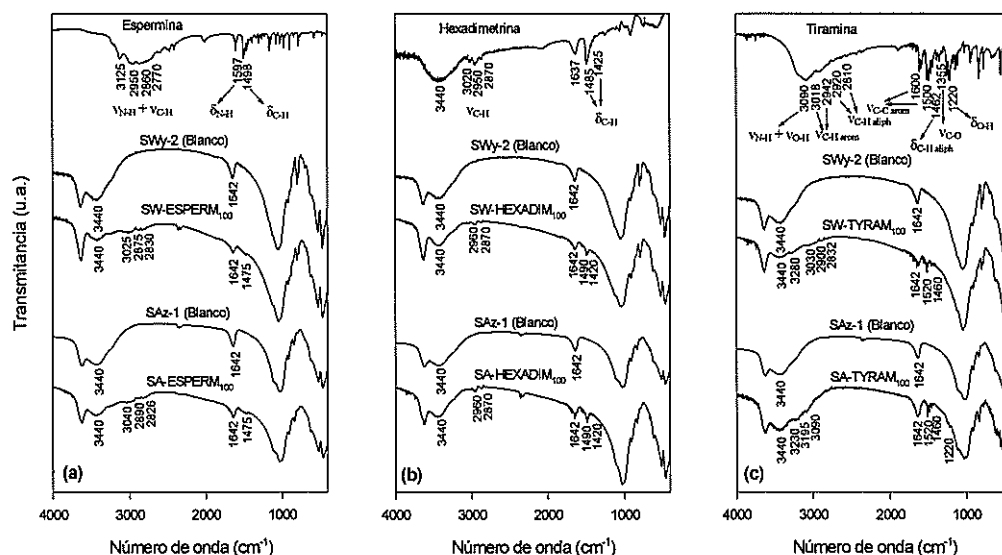 Transmitancia (u.a.)
Espermina
3125
2950
2860
2770
1597
1498
νN-H + νC-H
δN-H
δC-H
SWy-2 (Blanco)
3440
1642
SW-ESPERM100
3440
3025
2875
2830
1642
1475
SAz-1 (Blanco)
3440
1642
SA-ESPERM100
3440
3040
2890
2826
1642
1475
(a)
4000
3000
2000
1000
Número de onda (cm-1)
Hexadimetrina
3440
3020
2950
2870
1637
1485
1425
νC-H
δC-H
SWy-2 (Blanco)
3440
1642
SW-HEXADIM100
3440
2960
2870
1642
1490
1420
SAz-1 (Blanco)
3440
1642
SA-HEXADIM100
3440
2960
2870
1642
1490
1420
(b)
4000
3000
2000
1000
Número de onda (cm-1)
Tiramina
3090
3018
2942
2920
2810
1600
1500
1462
1355
1220
νC-C arom
νC-H aliph
νN-H + νO-H
νC-H arom
νC-O
δO-H
δC-H aliph
SWy-2 (Blanco)
3440
1642
SW-TYRAM100
3440
3280
3030
2900
2832
1642
1520
1460
SAz-1 (Blanco)
3440
1642
SA-TYRAM100
3440
3230
3195
3090
1642
1520
1460
1220
(c)
4000
3000
2000
1000
Número de onda (cm-1)